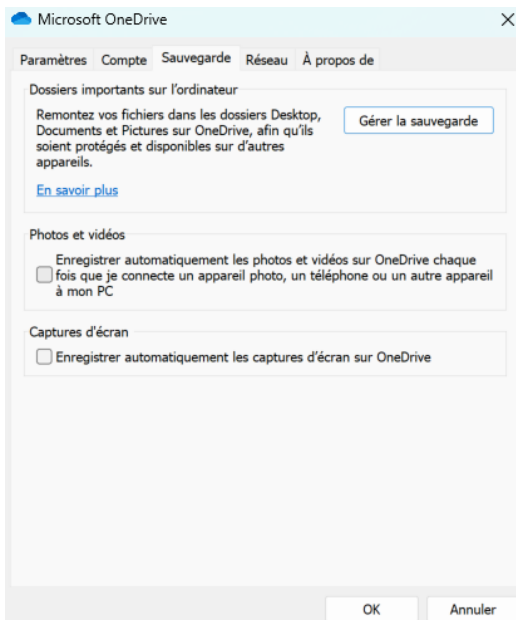 Microsoft OneDrive
Paramètres Compte Sauvegarde Réseau À propos de
Dossiers importants sur l'ordinateur
Remontez vos fichiers dans les dossiers Desktop,
Documents et Pictures sur OneDrive, afin qu'ils
soient protégés et disponibles sur d'autres
appareils.
Gérer la sauvegarde
En savoir plus
Photos et vidéos
Enregistrer automatiquement les photos et vidéos sur OneDrive chaque
fois que je connecte un appareil photo, un téléphone ou un autre appareil
à mon PC
Captures d'écran
Enregistrer automatiquement les captures d'écran sur OneDrive
OK Annuler